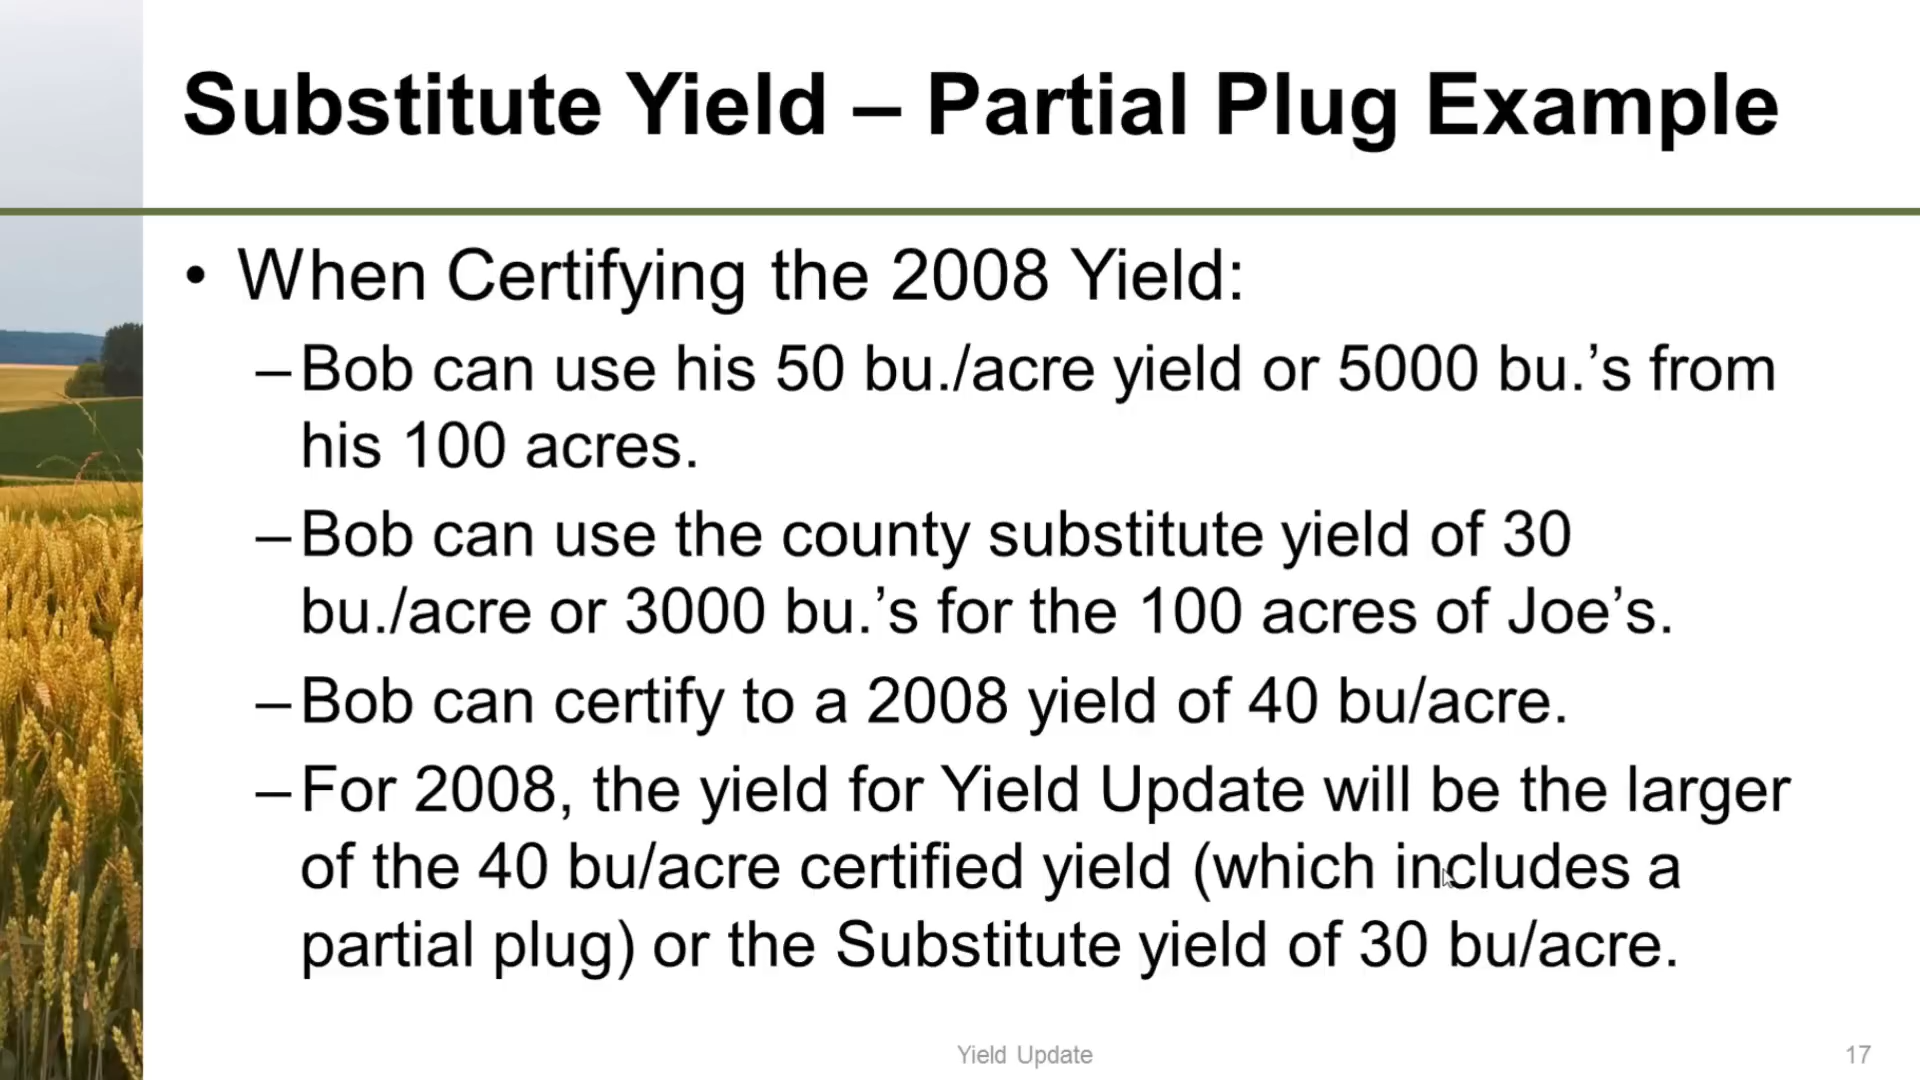 Substitute Yield – Partial Plug Example
• When Certifying the 2008 Yield:
–Bob can use his 50 bu./acre yield or 5000 bu.’s from
his 100 acres.
–Bob can use the county substitute yield of 30
bu./acre or 3000 bu.’s for the 100 acres of Joe’s.
–Bob can certify to a 2008 yield of 40 bu/acre.
–For 2008, the yield for Yield Update will be the larger
of the 40 bu/acre certified yield (which includes a
partial plug) or the Substitute yield of 30 bu/acre.
Yield Update
17